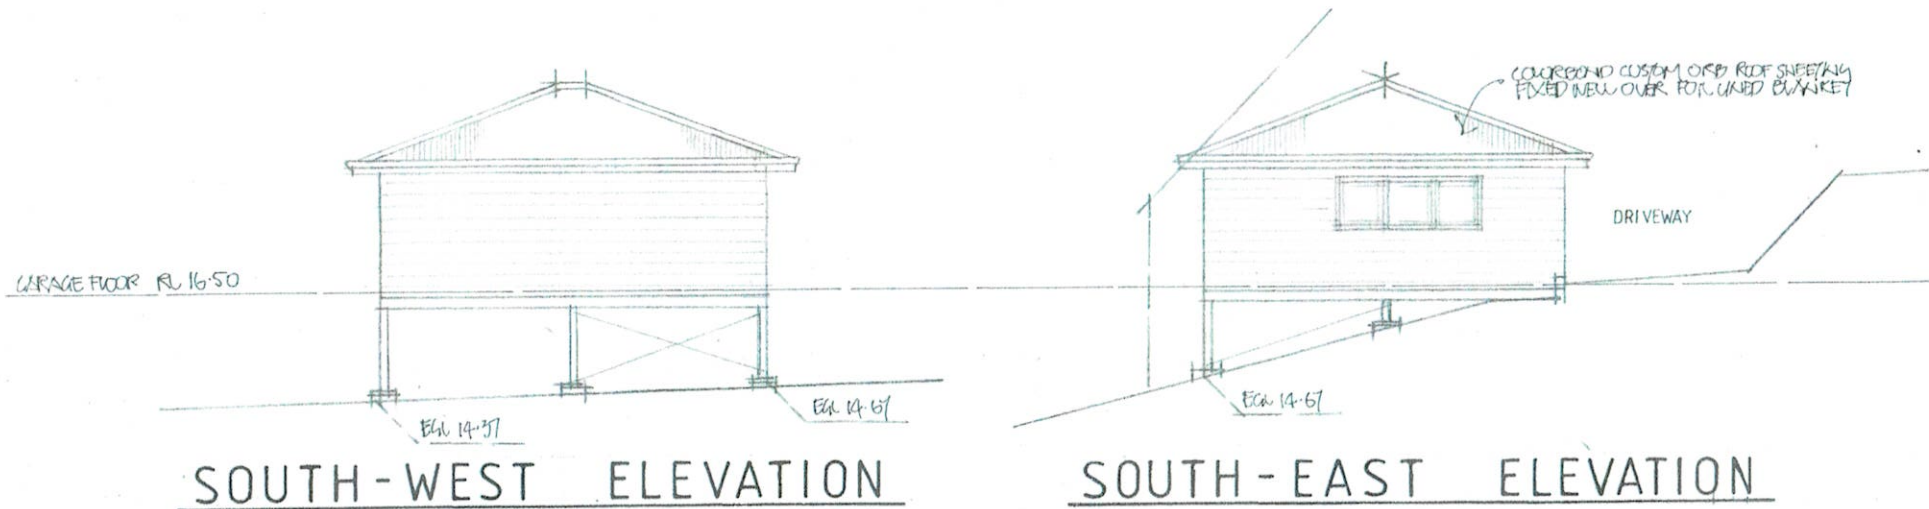 COLORBOND CUSTOM ORB ROOF SHEETING
FIXED NEW OVER FOIL LINED BLANKET
DRIVEWAY
GARAGE FLOOR RL 16.50
EGL 14.37
EGL 14.67
EGL 14.67
SOUTH-WEST ELEVATION
SOUTH-EAST ELEVATION